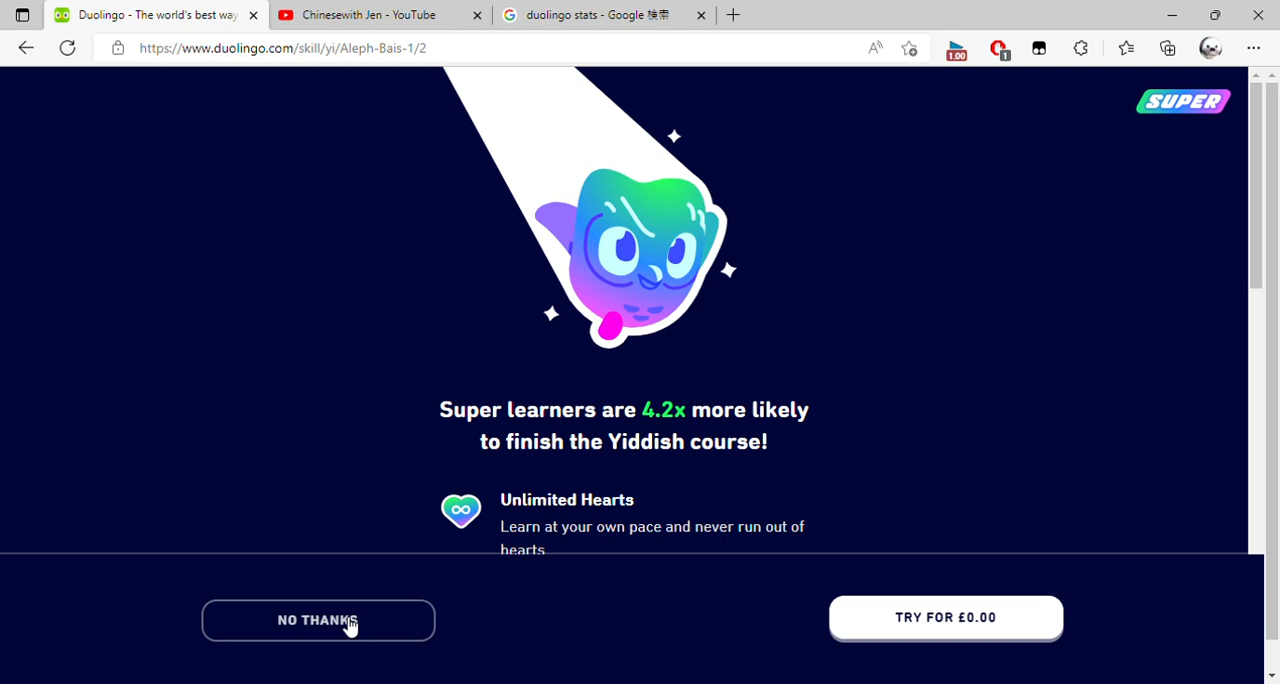 Duolingo - The world's best way
Chinesewith Jen - YouTube
duolingo stats - Google 検索
https://www.duolingo.com/skill/yi/Aleph-Bais-1/2
1.00
1
SUPER
Super learners are 4.2x more likely
to finish the Yiddish course!
Unlimited Hearts
Learn at your own pace and never run out of
hearts
NO THANKS
TRY FOR £0.00